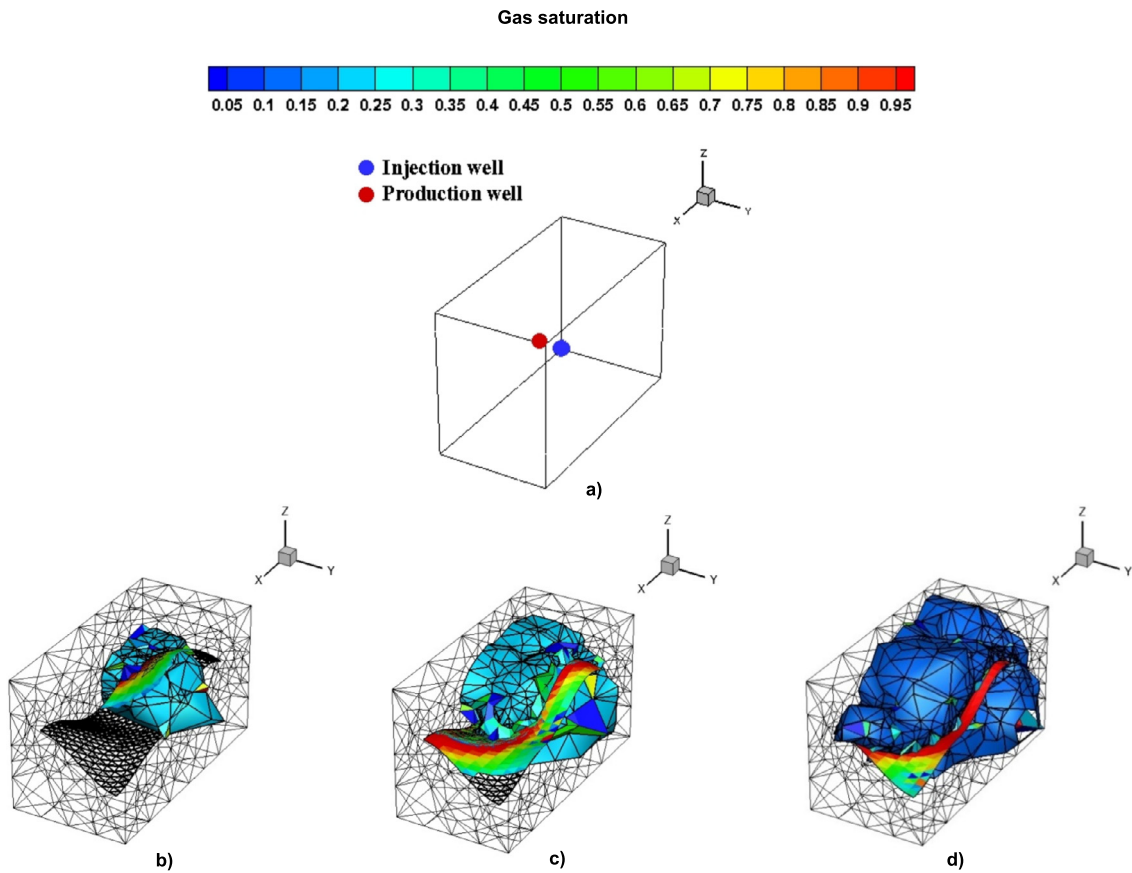 Gas saturation
0.05 0.1 0.15 0.2 0.25 0.3 0.35 0.4 0.45 0.5 0.55 0.6 0.65 0.7 0.75 0.8 0.85 0.9 0.95
Injection well
Production well
Z
X
Y
a)
Z
X
Y
Z
X
Y
Z
X
Y
b)
c)
d)